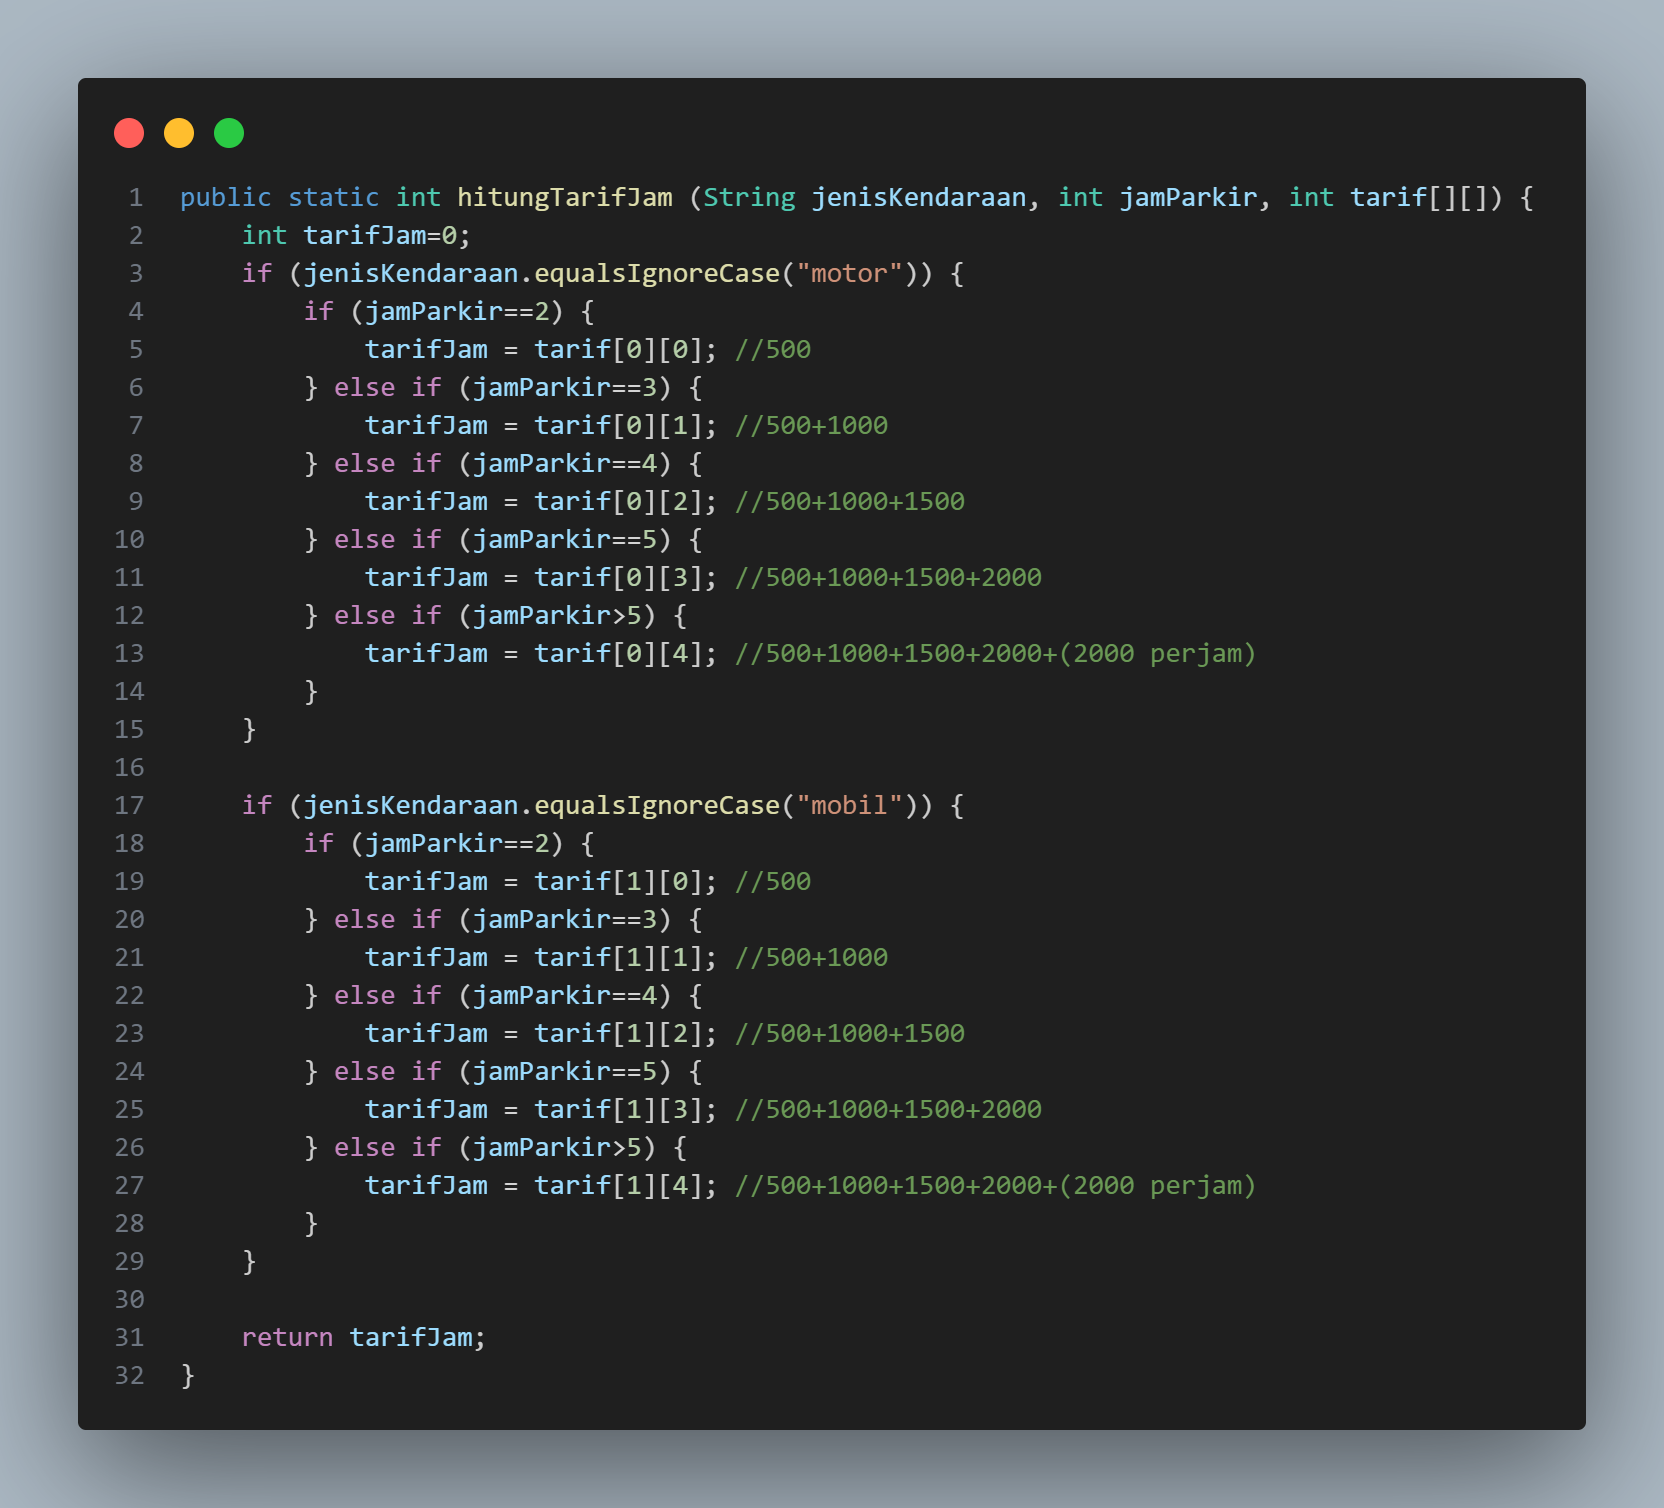 1 public static int hitungTarifJam (String jenisKendaraan, int jamParkir, int tarif[][]) {
2     int tarifJam=0;
3     if (jenisKendaraan.equalsIgnoreCase("motor")) {
4         if (jamParkir==2) {
5             tarifJam = tarif[0][0]; //500
6         } else if (jamParkir==3) {
7             tarifJam = tarif[0][1]; //500+1000
8         } else if (jamParkir==4) {
9             tarifJam = tarif[0][2]; //500+1000+1500
10         } else if (jamParkir==5) {
11             tarifJam = tarif[0][3]; //500+1000+1500+2000
12         } else if (jamParkir>5) {
13             tarifJam = tarif[0][4]; //500+1000+1500+2000+(2000 perjam)
14         }
15     }
16
17     if (jenisKendaraan.equalsIgnoreCase("mobil")) {
18         if (jamParkir==2) {
19             tarifJam = tarif[1][0]; //500
20         } else if (jamParkir==3) {
21             tarifJam = tarif[1][1]; //500+1000
22         } else if (jamParkir==4) {
23             tarifJam = tarif[1][2]; //500+1000+1500
24         } else if (jamParkir==5) {
25             tarifJam = tarif[1][3]; //500+1000+1500+2000
26         } else if (jamParkir>5) {
27             tarifJam = tarif[1][4]; //500+1000+1500+2000+(2000 perjam)
28         }
29     }
30
31     return tarifJam;
32 }